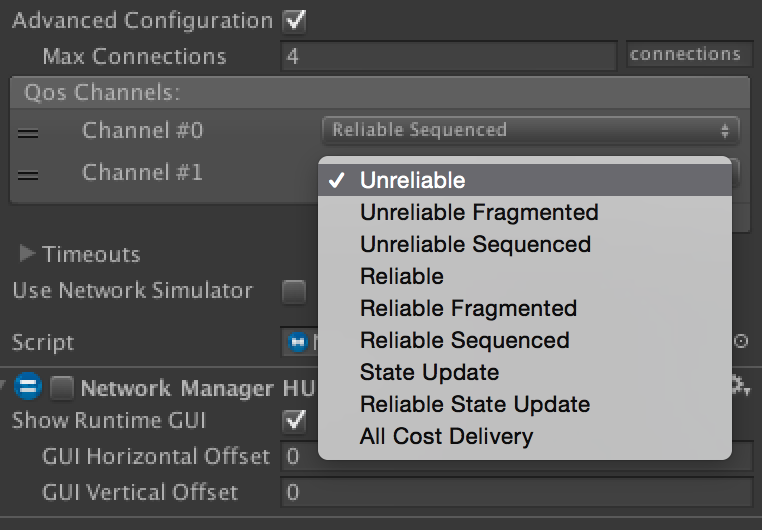 Advanced Configuration
Max Connections 4 connections
Qos Channels:
Channel #0 Reliable Sequenced
Channel #1
Unreliable
Unreliable Fragmented
Unreliable Sequenced
Reliable
Reliable Fragmented
Reliable Sequenced
State Update
Reliable State Update
All Cost Delivery
Timeouts
Use Network Simulator
Script
Network Manager HU
Show Runtime GUI
GUI Horizontal Offset 0
GUI Vertical Offset 0